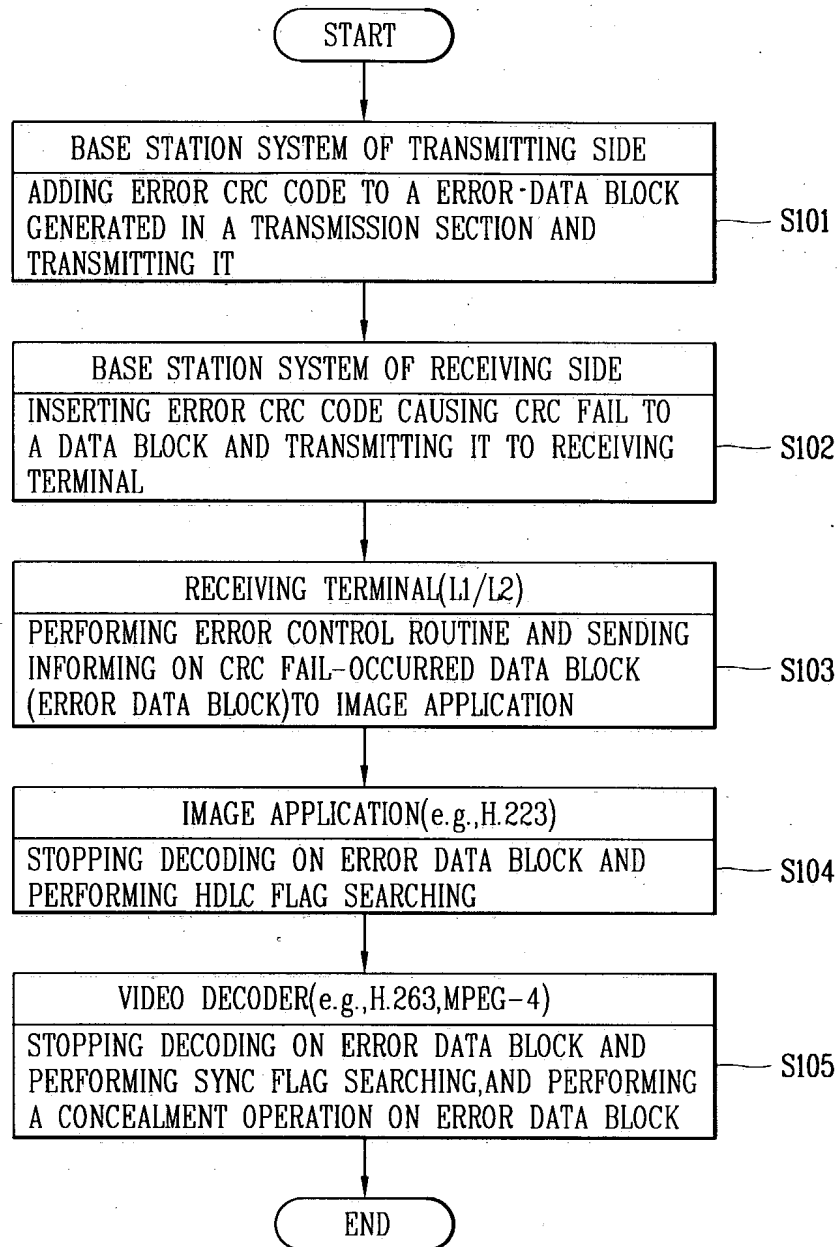 START
BASE STATION SYSTEM OF TRANSMITTING SIDE
ADDING ERROR CRC CODE TO A ERROR-DATA BLOCK
GENERATED IN A TRANSMISSION SECTION AND
TRANSMITTING IT
S101
BASE STATION SYSTEM OF RECEIVING SIDE
INSERTING ERROR CRC CODE CAUSING CRC FAIL TO
A DATA BLOCK AND TRANSMITTING IT TO RECEIVING
TERMINAL
S102
RECEIVING TERMINAL(L1/L2)
PERFORMING ERROR CONTROL ROUTINE AND SENDING
INFORMING ON CRC FAIL-OCCURRED DATA BLOCK
(ERROR DATA BLOCK)TO IMAGE APPLICATION
S103
IMAGE APPLICATION(e.g.,H.223)
STOPPING DECODING ON ERROR DATA BLOCK AND
PERFORMING HDLC FLAG SEARCHING
S104
VIDEO DECODER(e.g.,H.263,MPEG-4)
STOPPING DECODING ON ERROR DATA BLOCK AND
PERFORMING SYNC FLAG SEARCHING,AND PERFORMING
A CONCEALMENT OPERATION ON ERROR DATA BLOCK
S105
END